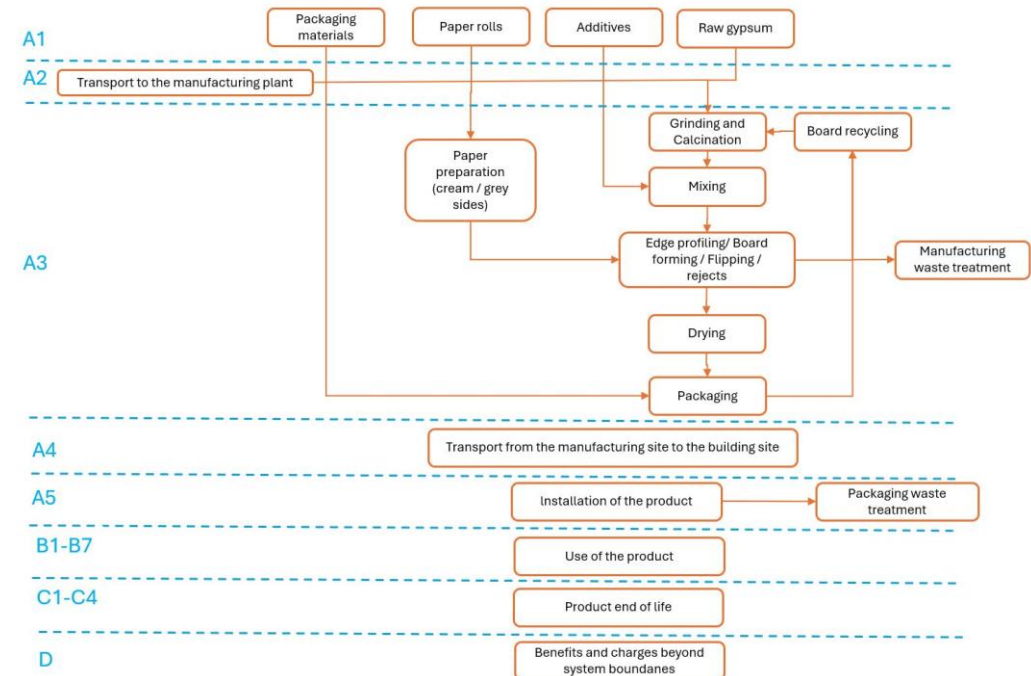 A1
Packaging
materials
Paper rolls
Additives
Raw gypsum
A2
Transport to the manufacturing plant
A3
Grinding and
Calcination
Board recycling
Paper
preparation
(cream / grey
sides)
Mixing
Edge profiling/ Board
forming / Flipping /
rejects
Manufacturing
waste treatment
Drying
Packaging
A4
Transport from the manufacturing site to the building site
A5
Installation of the product
Packaging waste
treatment
B1-B7
Use of the product
C1-C4
Product end of life
D
Benefits and charges beyond
system boundanes